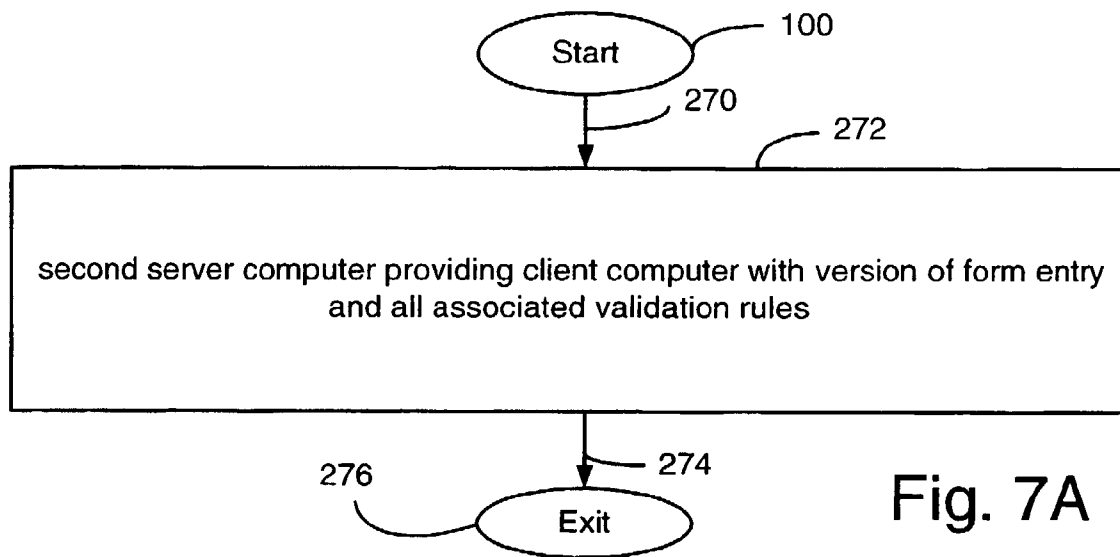 Start
100
270
272
second server computer providing client computer with version of form entry
and all associated validation rules
274
276
Exit
Fig. 7A